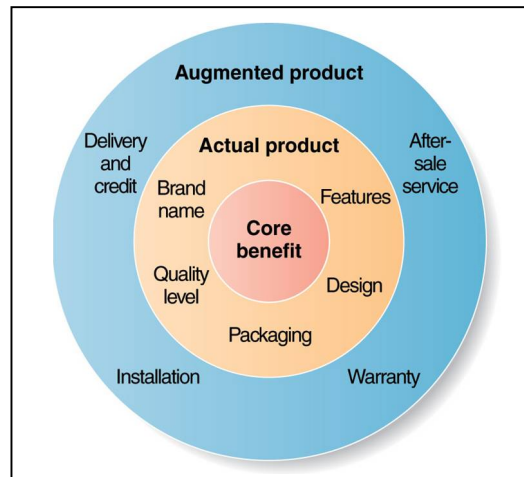 Augmented product
Delivery
and
credit
After-
sale
service
Actual product
Brand
name
Features
Core
benefit
Quality
level
Design
Packaging
Installation
Warranty